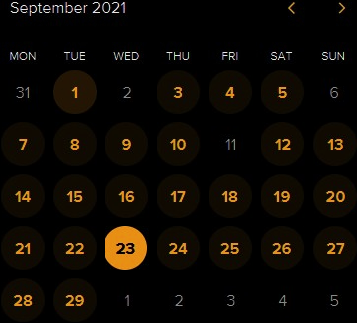 September 2021
MON TUE WED THU FRI SAT SUN
31 1 2 3 4 5 6
7 8 9 10 11 12 13
14 15 16 17 18 19 20
21 22 23 24 25 26 27
28 29 1 2 3 4 5